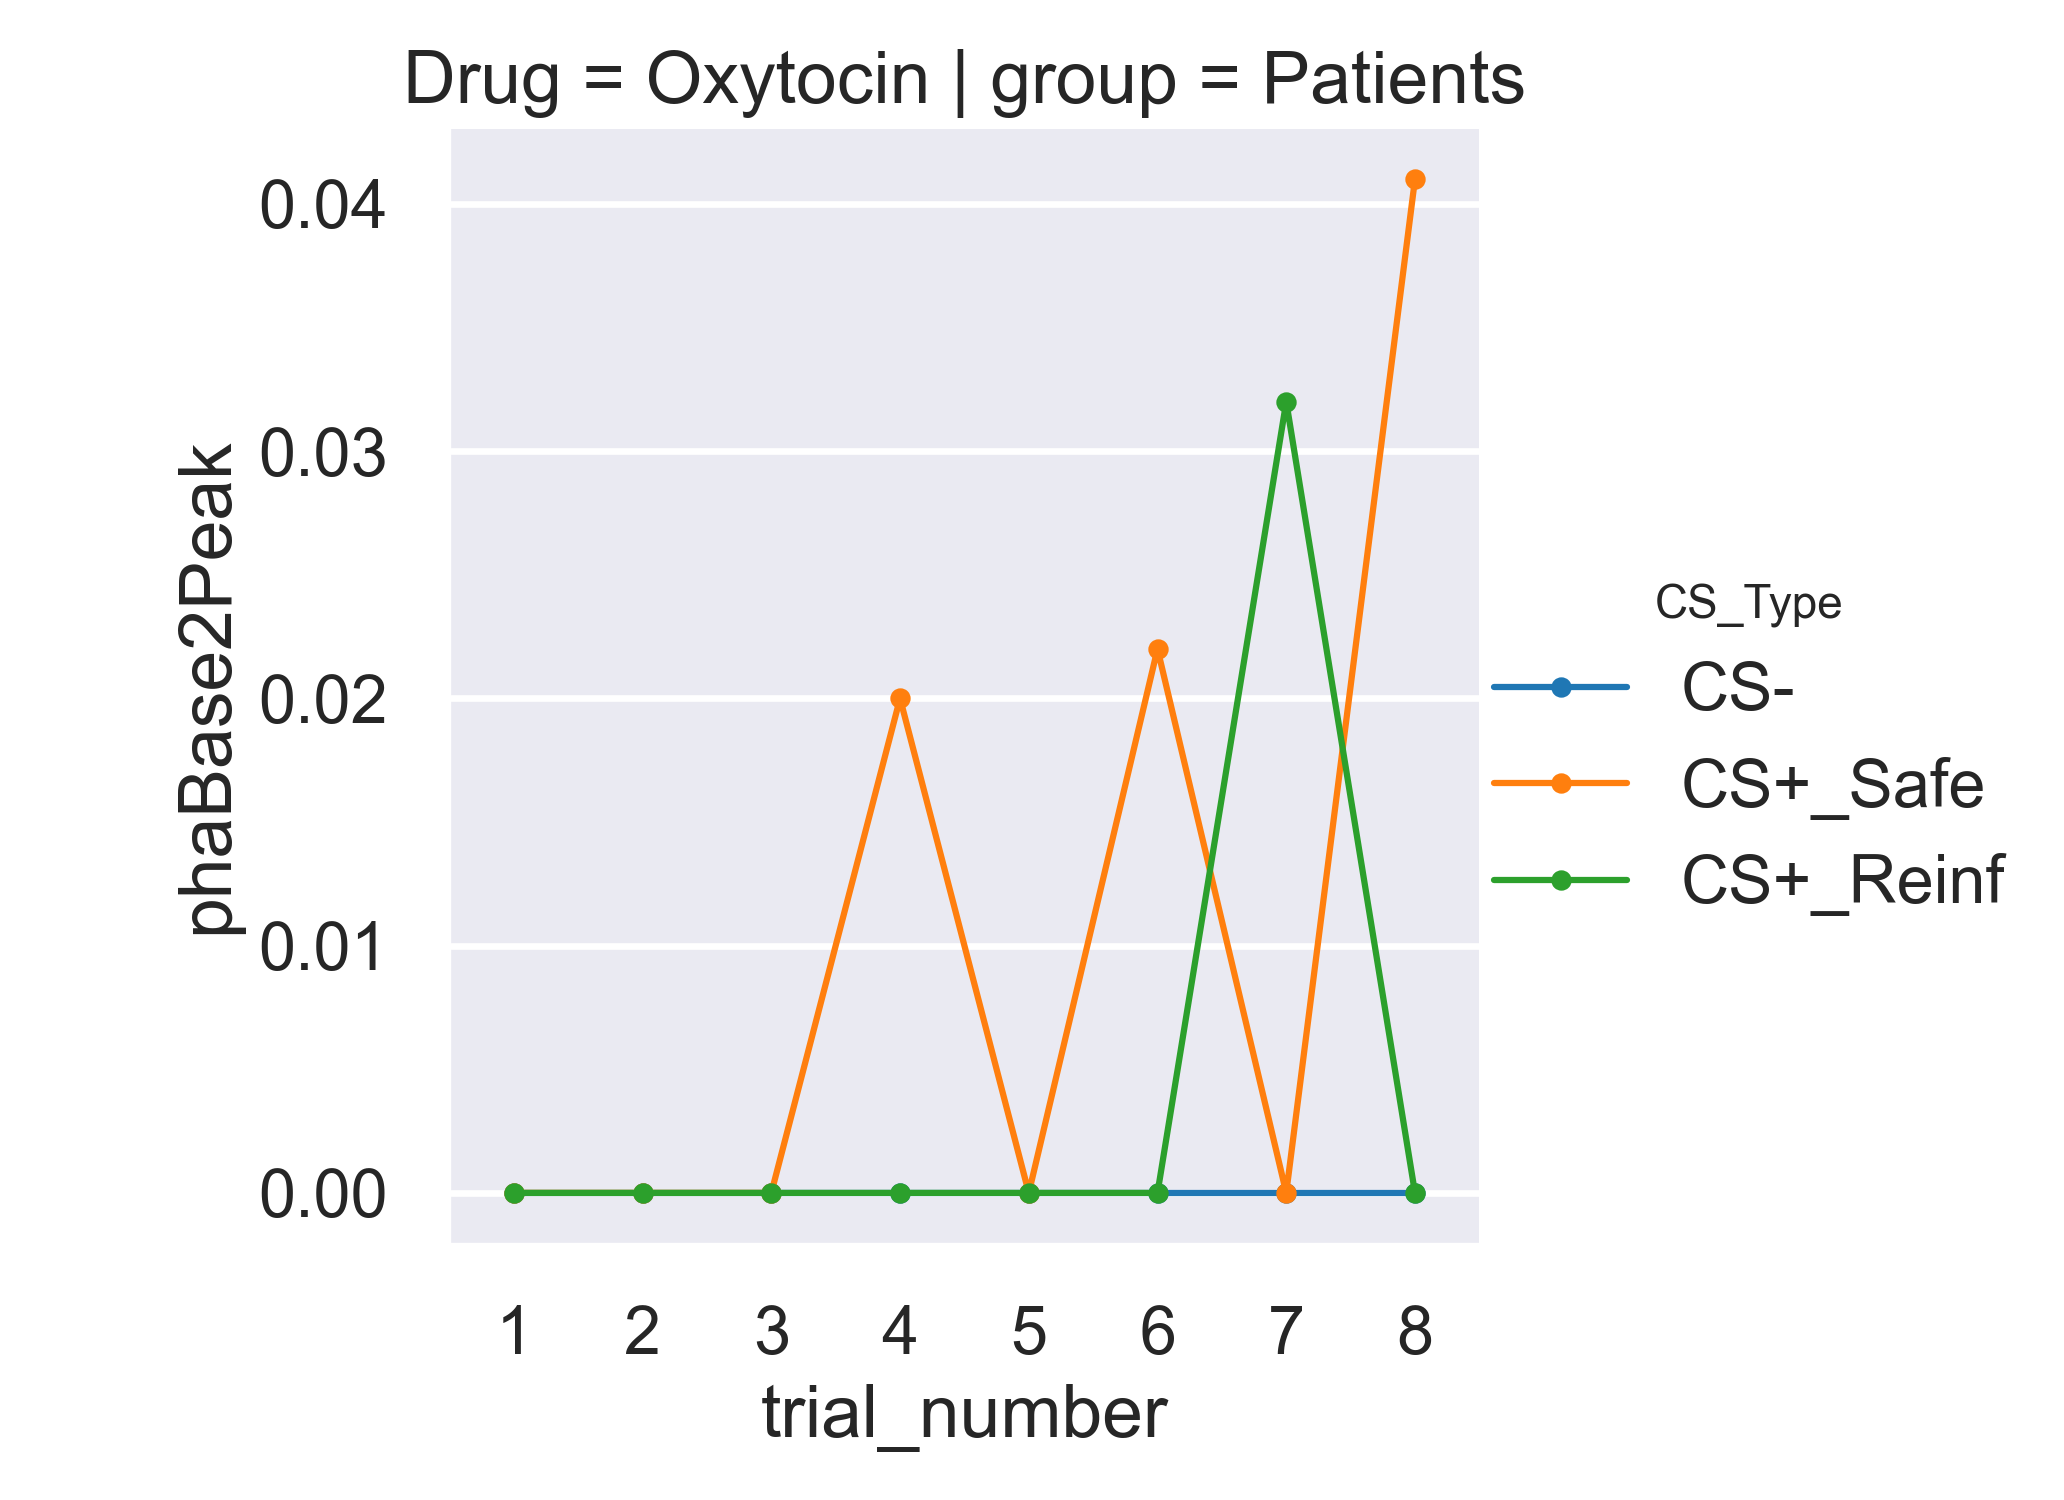 Drug = Oxytocin | group = Patients
0.04
0.03
0.02
0.01
0.00
phaBase2Peak
1 2 3 4 5 6 7 8
trial_number
CS_Type
CS-
CS+_Safe
CS+_Reinf